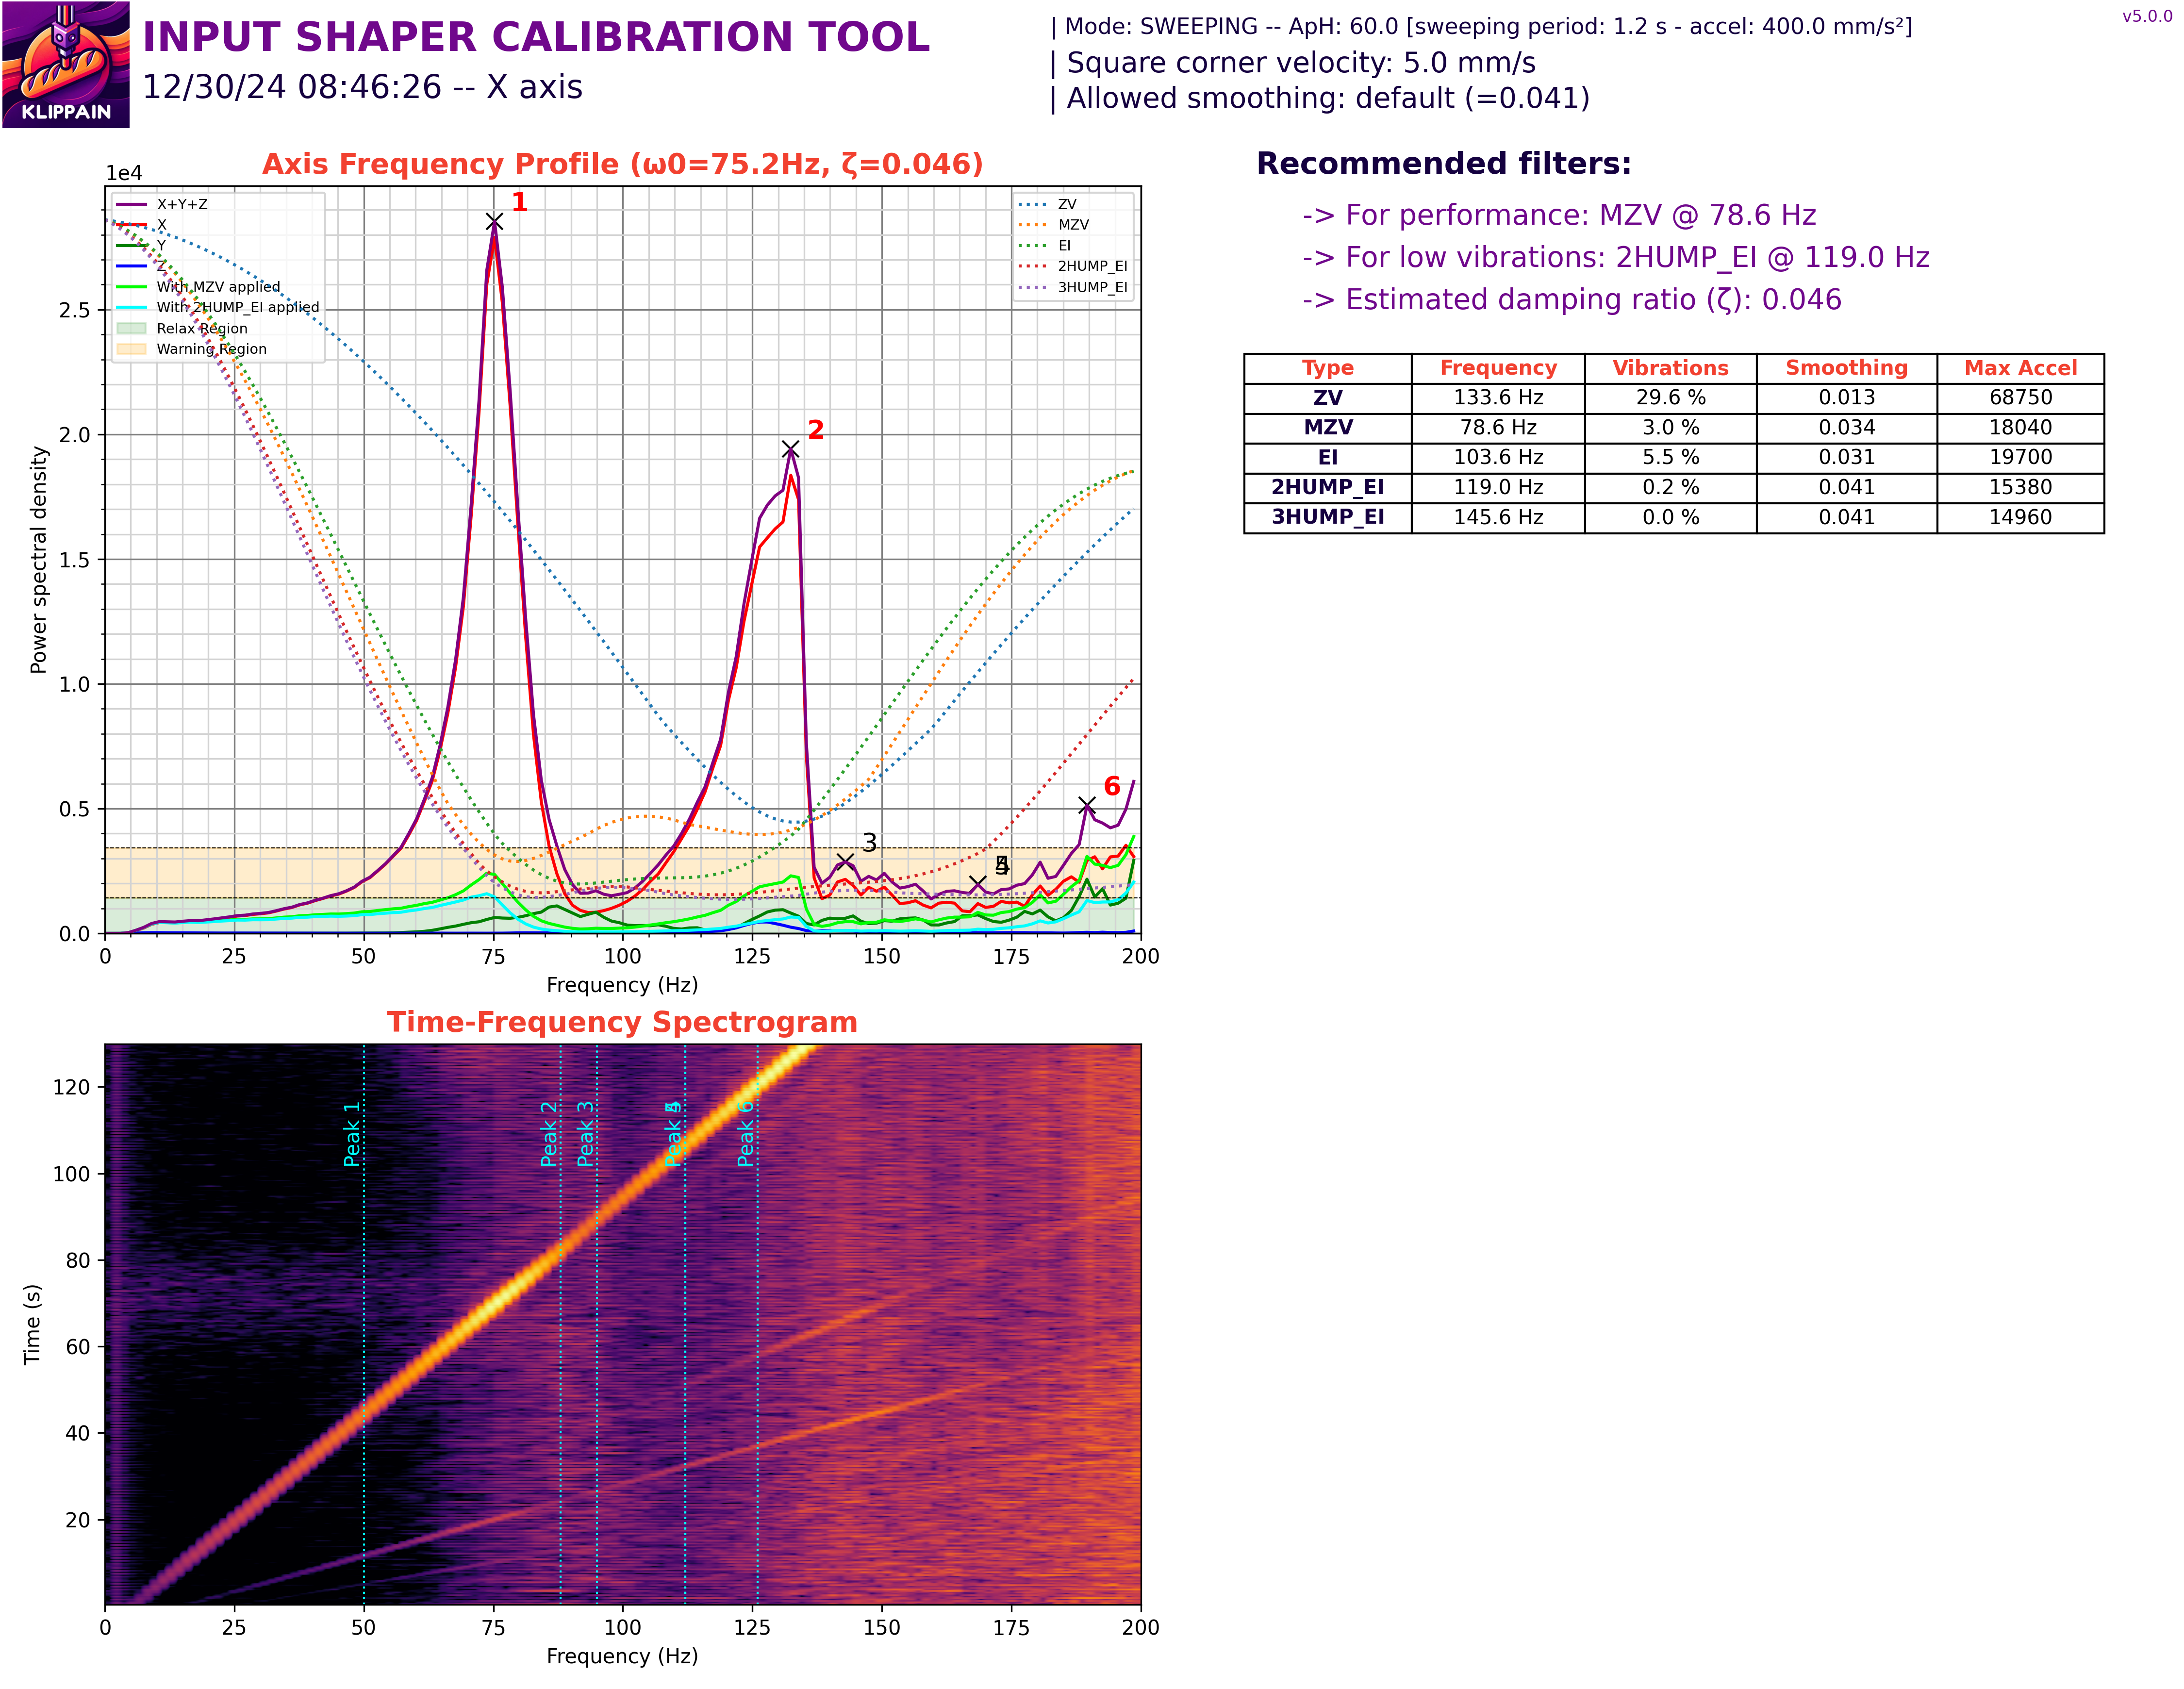 KLIPPAIN
INPUT SHAPER CALIBRATION TOOL
12/30/24 08:46:26 -- X axis
| Mode: SWEEPING -- ApH: 60.0 [sweeping period: 1.2 s - accel: 400.0 mm/s²]
| Square corner velocity: 5.0 mm/s
| Allowed smoothing: default (=0.041)
v5.0.0
Axis Frequency Profile (ω0=75.2Hz, ζ=0.046)
1e4
X+Y+Z
X
Y
Z
With MZV applied
With 2HUMP_EI applied
Relax Region
Warning Region
ZV
MZV
EI
2HUMP_EI
3HUMP_EI
1
2
3
6
Power spectral density
2.5
2.0
1.5
1.0
0.5
0.0
0 25 50 75 100 125 150 175 200
Frequency (Hz)
Recommended filters:
-> For performance: MZV @ 78.6 Hz
-> For low vibrations: 2HUMP_EI @ 119.0 Hz
-> Estimated damping ratio (ζ): 0.046
Type Frequency Vibrations Smoothing Max Accel
ZV 133.6 Hz 29.6 % 0.013 68750
MZV 78.6 Hz 3.0 % 0.034 18040
EI 103.6 Hz 5.5 % 0.031 19700
2HUMP_EI 119.0 Hz 0.2 % 0.041 15380
3HUMP_EI 145.6 Hz 0.0 % 0.041 14960
Time-Frequency Spectrogram
Peak 1
Peak 2
Peak 3
Peak
Peak 6
Time (s)
120
100
80
60
40
20
0 25 50 75 100 125 150 175 200
Frequency (Hz)